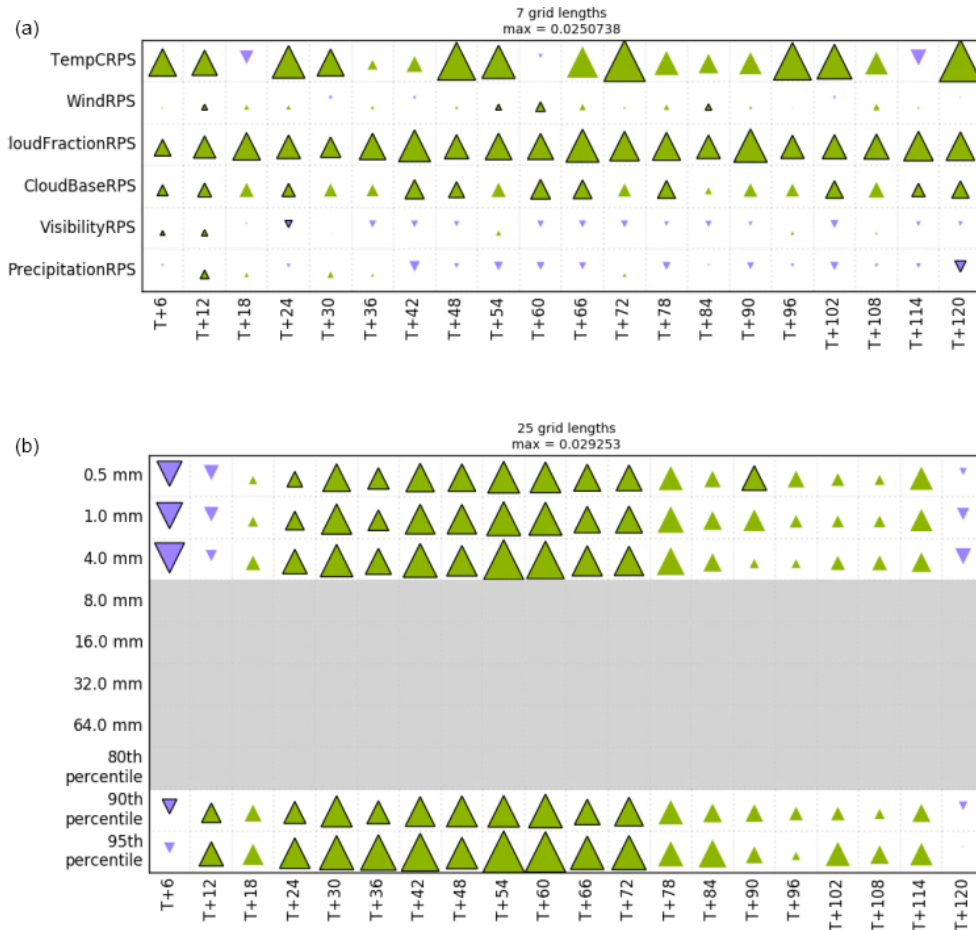 (a)
7 grid lengths
max = 0.0250738
TempCRPS
WindRPS
loudFractionRPS
CloudBaseRPS
VisibilityRPS
PrecipitationRPS
T+6 T+12 T+18 T+24 T+30 T+36 T+42 T+48 T+54 T+60 T+66 T+72 T+78 T+84 T+90 T+96 T+102 T+108 T+114 T+120
(b)
25 grid lengths
max = 0.029253
0.5 mm
1.0 mm
4.0 mm
8.0 mm
16.0 mm
32.0 mm
64.0 mm
80th
percentile
90th
percentile
95th
percentile
T+6 T+12 T+18 T+24 T+30 T+36 T+42 T+48 T+54 T+60 T+66 T+72 T+78 T+84 T+90 T+96 T+102 T+108 T+114 T+120